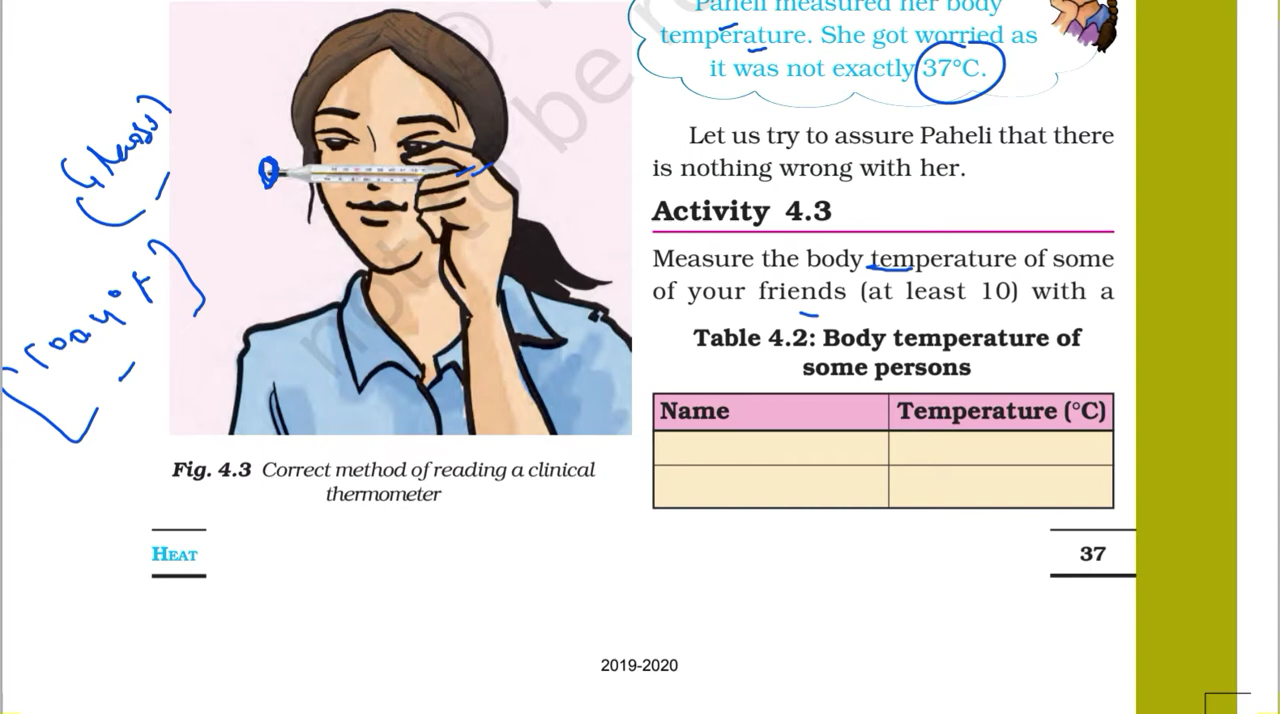 Paheli measured her body
temperature. She got worried as
it was not exactly 37°C.
Let us try to assure Paheli that there
is nothing wrong with her.
Activity 4.3
Measure the body temperature of some
of your friends (at least 10) with a
Table 4.2: Body temperature of
some persons
Name Temperature (°C)
Fig. 4.3 Correct method of reading a clinical
thermometer
HEAT
37
2019-2020
not to be
©